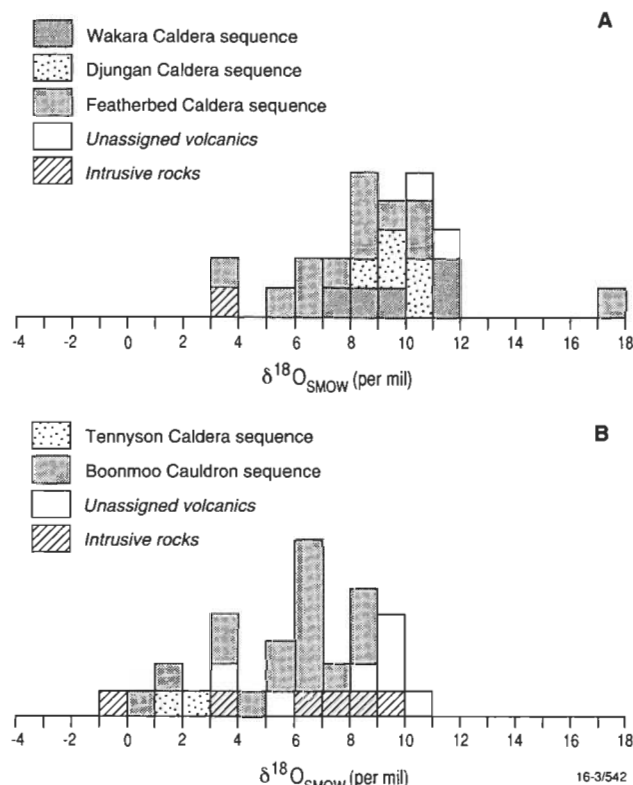 A
Wakara Caldera sequence
Djungan Caldera sequence
Featherbed Caldera sequence
Unassigned volcanics
Intrusive rocks
-4 -2 0 2 4 6 8 10 12 14 16 18
δ¹⁸O_SMOW (per mil)
B
Tennyson Caldera sequence
Boonmoo Cauldron sequence
Unassigned volcanics
Intrusive rocks
-4 -2 0 2 4 6 8 10 12 14 16 18
δ¹⁸O_SMOW (per mil)
16-3/542